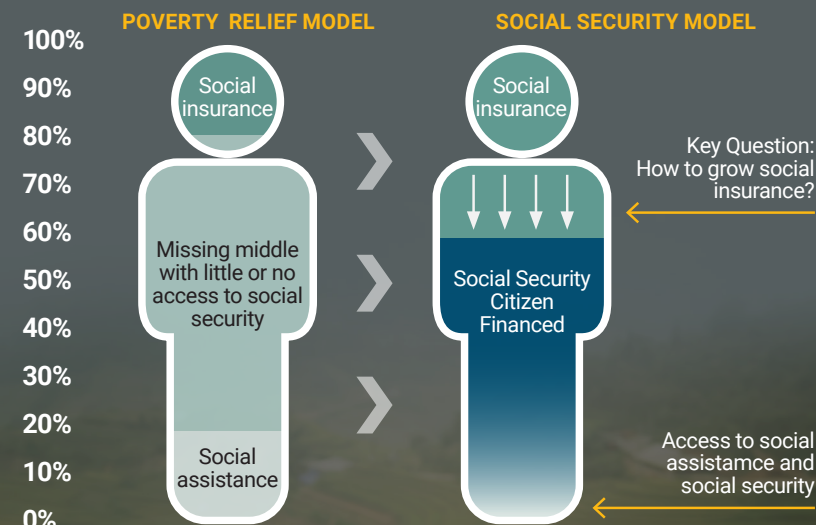 POVERTY RELIEF MODEL
SOCIAL SECURITY MODEL
100%
90%
80%
70%
60%
50%
40%
30%
20%
10%
0%
Social
insurance
Missing middle
with little or no
access to social
security
Social
assistance
Social
insurance
Social Security
Citizen
Financed
Key Question:
How to grow social
insurance?
Access to social
assistamce and
social security